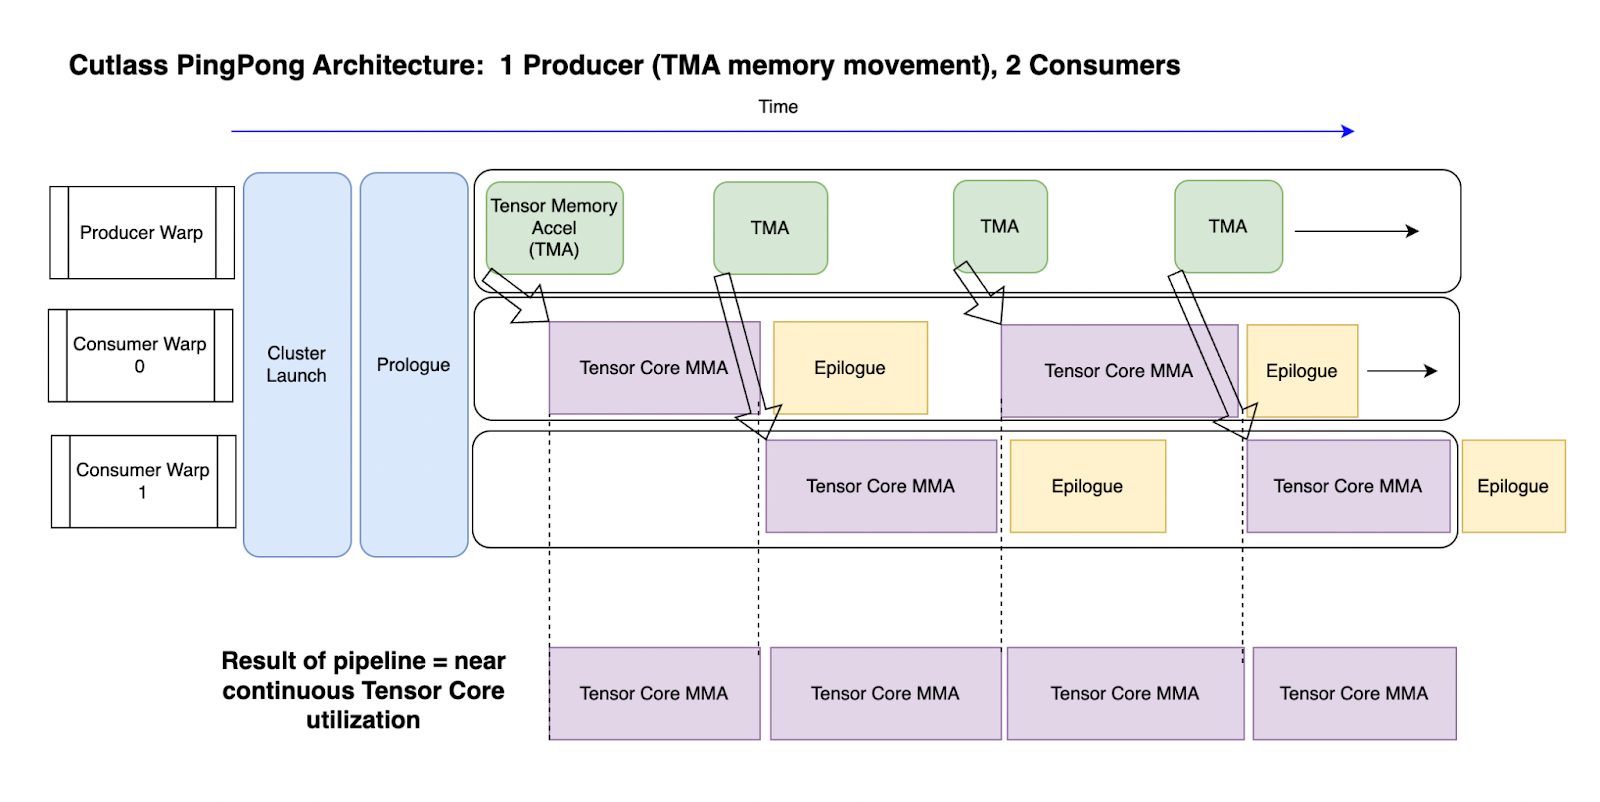 Cutlass PingPong Architecture:  1 Producer (TMA memory movement), 2 Consumers
Time
Producer Warp
Tensor Memory
Accel
(TMA)
TMA
TMA
TMA
Consumer Warp
0
Cluster
Launch
Prologue
Tensor Core MMA
Epilogue
Tensor Core MMA
Epilogue
Consumer Warp
1
Tensor Core MMA
Epilogue
Tensor Core MMA
Epilogue
Result of pipeline = near
continuous Tensor Core
utilization
Tensor Core MMA
Tensor Core MMA
Tensor Core MMA
Tensor Core MMA